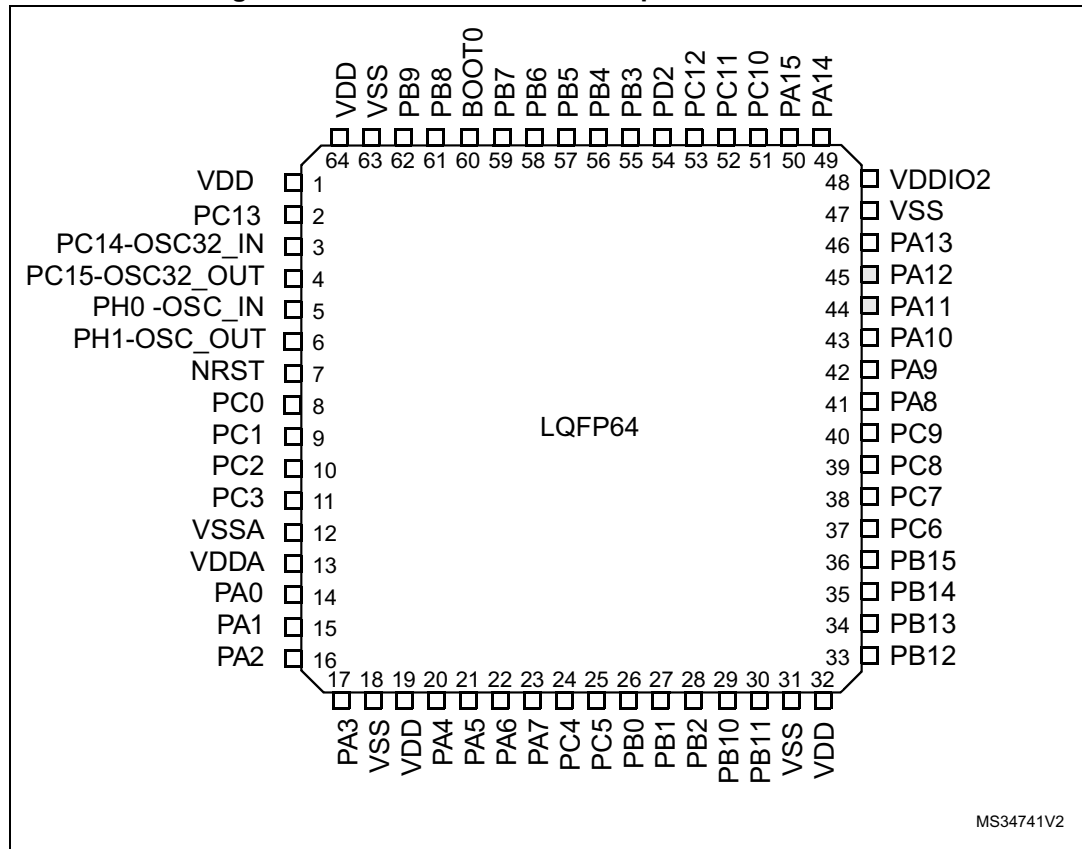 VDD
VSS
PB9
PB8
BOOT0
PB7
PB6
PB5
PB4
PB3
PD2
PC12
PC11
PC10
PA15
PA14
64 63 62 61 60 59 58 57 56 55 54 53 52 51 50 49
VDD 1
PC13 2
PC14-OSC32_IN 3
PC15-OSC32_OUT 4
PH0 -OSC_IN 5
PH1-OSC_OUT 6
NRST 7
PC0 8
PC1 9
PC2 10
PC3 11
VSSA 12
VDDA 13
PA0 14
PA1 15
PA2 16
LQFP64
48 VDDIO2
47 VSS
46 PA13
45 PA12
44 PA11
43 PA10
42 PA9
41 PA8
40 PC9
39 PC8
38 PC7
37 PC6
36 PB15
35 PB14
34 PB13
33 PB12
17 18 19 20 21 22 23 24 25 26 27 28 29 30 31 32
PA3
VSS
VDD
PA4
PA5
PA6
PA7
PC4
PC5
PB0
PB1
PB2
PB10
PB11
VSS
VDD
MS34741V2